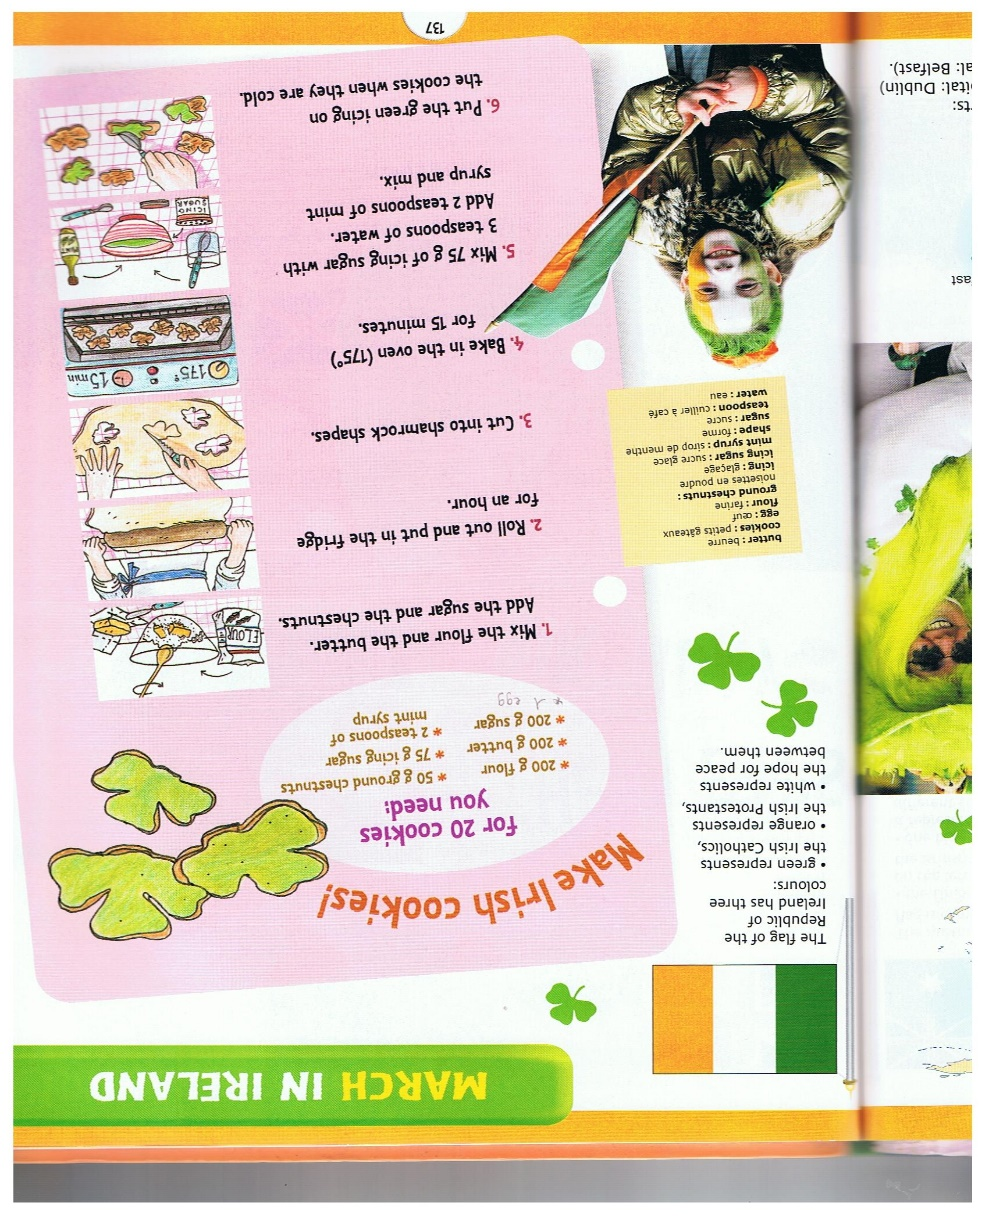 MARCH IN IRELAND
The flag of the
Republic of
Ireland has three
colours:
• green represents
the Irish Catholics,
• orange represents
the Irish Protestants,
• white represents
the hope for peace
between them.
butter : beurre
cookies : petits gâteaux
egg : œuf
flour : farine
ground chestnuts :
noisettes en poudre
icing : glaçage
icing sugar : sucre glace
mint syrup : sirop de menthe
shape : forme
sugar : sucre
teaspoon : cuiller à café
water : eau
Make Irish cookies!
for 20 cookies
you need:
* 200 g flour
* 200 g butter
* 200 g sugar
* 1 egg
* 50 g ground chestnuts
* 75 g icing sugar
* 2 teaspoons of
mint syrup
1. Mix the flour and the butter.
Add the sugar and the chestnuts.
FLOUR
2. Roll out and put in the fridge
for an hour.
3. Cut into shamrock shapes.
4. Bake in the oven (175°)
for 15 minutes.
175° 15 min
5. Mix 75 g of icing sugar with
3 teaspoons of water.
Add 2 teaspoons of mint
syrup and mix.
ICING
SUGAR
6. Put the green icing on
the cookies when they are cold.
137
ast
rts:
ital: Dublin)
al: Belfast).